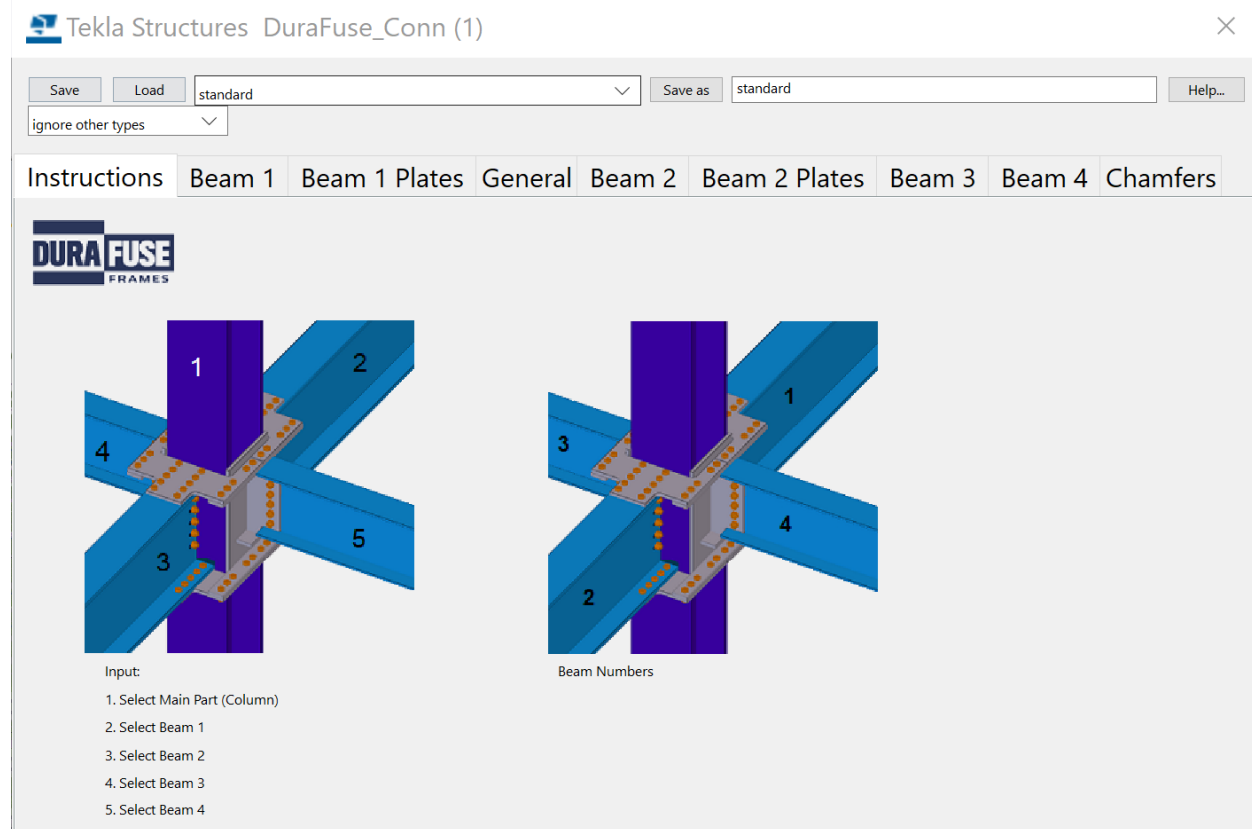 Tekla Structures DuraFuse_Conn (1)
Save Load standard Save as standard Help...
ignore other types
Instructions Beam 1 Beam 1 Plates General Beam 2 Beam 2 Plates Beam 3 Beam 4 Chamfers
DURA FUSE
FRAMES
1
2
4
5
3
1
3
4
2
Input:
Beam Numbers
1. Select Main Part (Column)
2. Select Beam 1
3. Select Beam 2
4. Select Beam 3
5. Select Beam 4